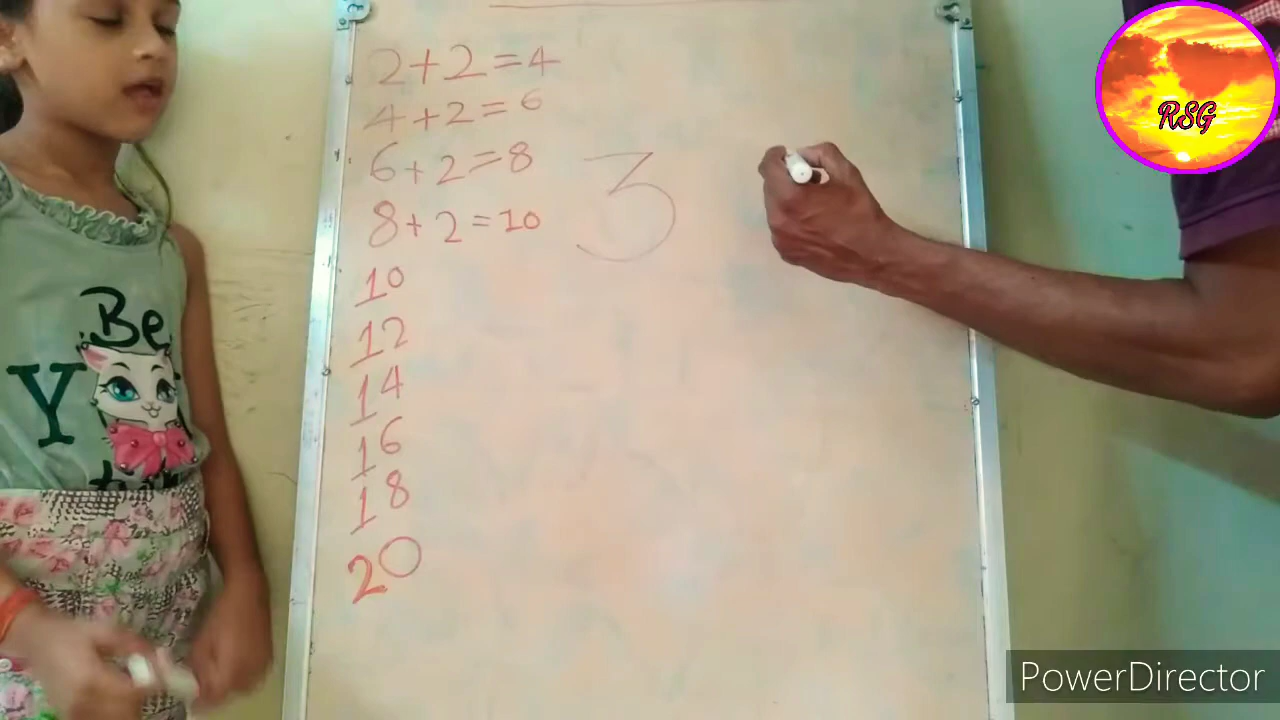 2+2=4
4+2=6
6+2=8
8+2=10
3
10
12
14
16
18
20
Be
Y
RSG
PowerDirector